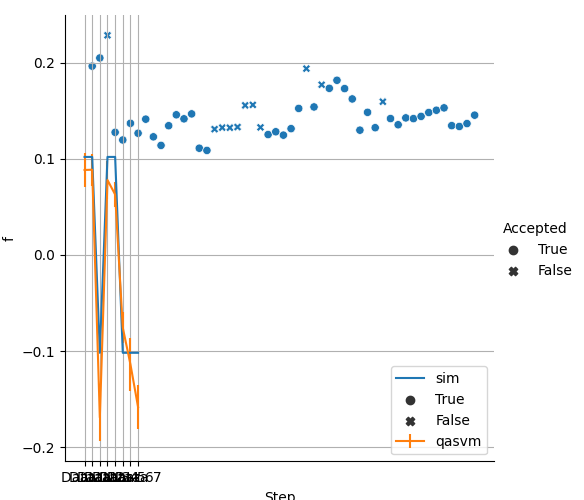 0.2
0.1
0.0
−0.1
−0.2
f
Step
Accepted
True
False
sim
True
False
qasvm